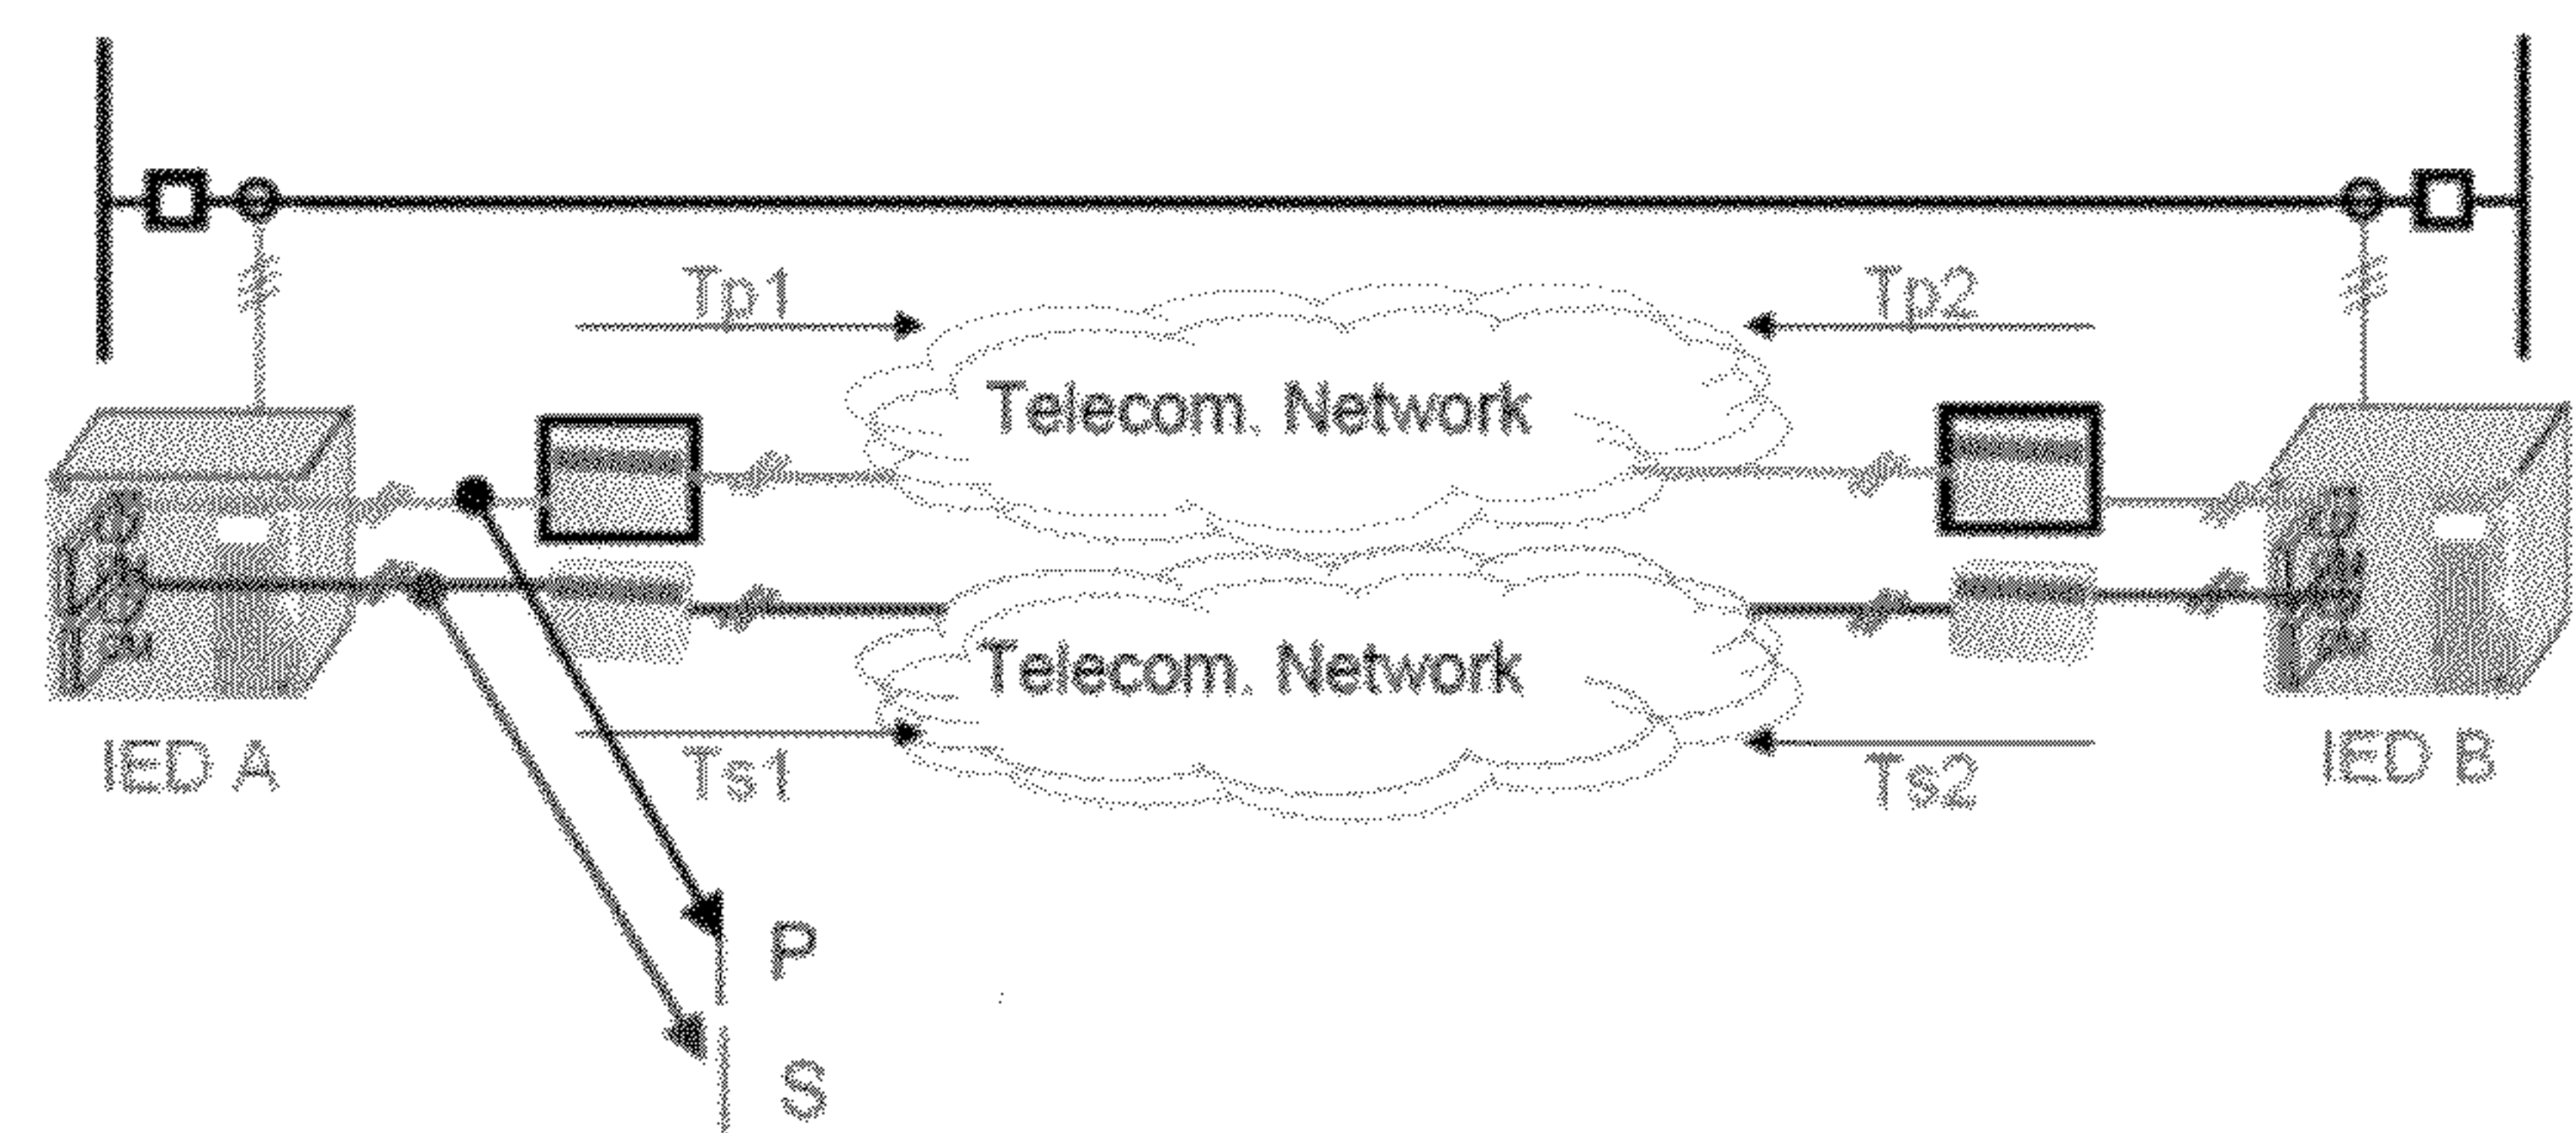 Tp1
Tp2
Telecom. Network
Telecom. Network
Ts1
Ts2
IED A
IED B
P
S